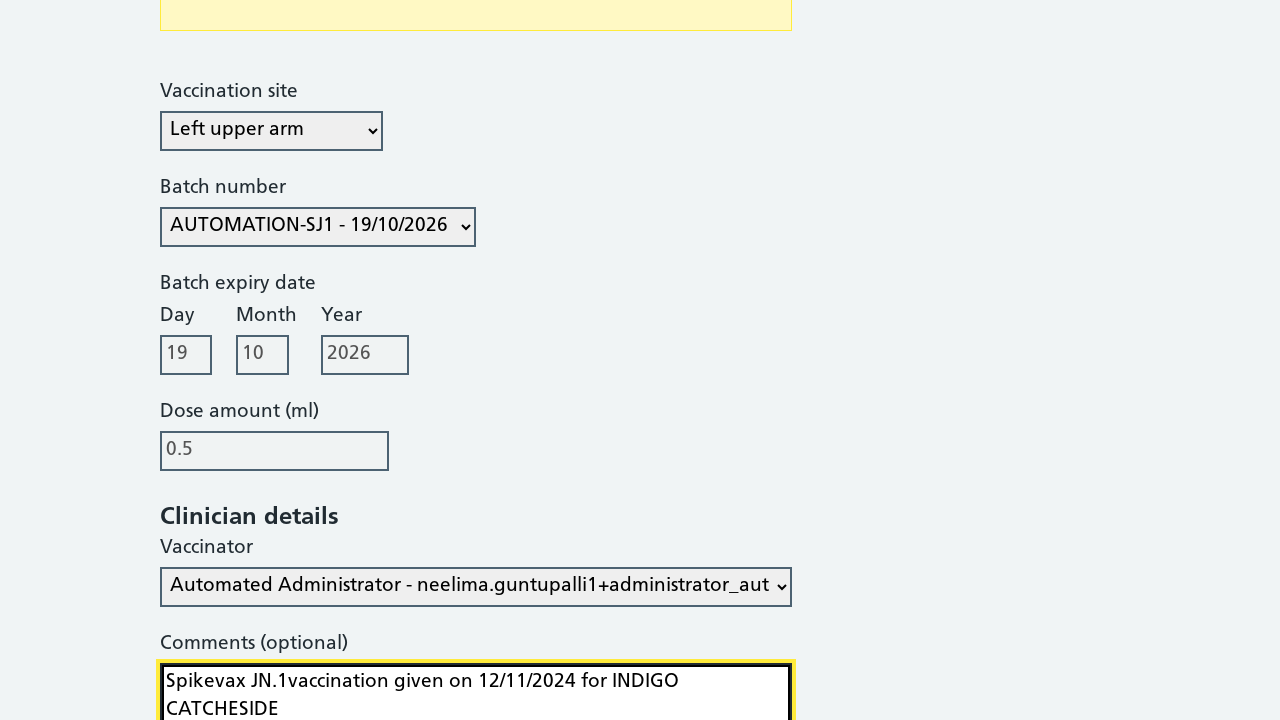 Vaccination site
Left upper arm
Batch number
AUTOMATION-SJ1 - 19/10/2026
Batch expiry date
Day Month Year
19 10 2026
Dose amount (ml)
0.5
Clinician details
Vaccinator
Automated Administrator - neelima.guntupalli1+administrator_aut
Comments (optional)
Spikevax JN.1vaccination given on 12/11/2024 for INDIGO
CATCHESIDE